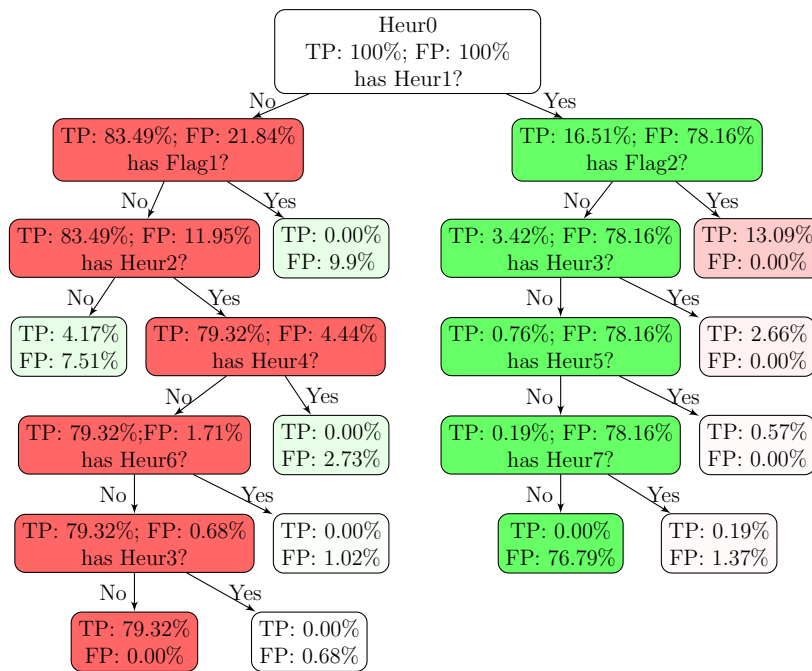 Heur0
TP: 100%; FP: 100%
has Heur1?
No
Yes
TP: 83.49%; FP: 21.84%
has Flag1?
TP: 16.51%; FP: 78.16%
has Flag2?
No
Yes
No
Yes
TP: 83.49%; FP: 11.95%
has Heur2?
TP: 0.00%
FP: 9.9%
TP: 3.42%; FP: 78.16%
has Heur3?
TP: 13.09%
FP: 0.00%
No
Yes
No
Yes
TP: 4.17%
FP: 7.51%
TP: 79.32%; FP: 4.44%
has Heur4?
TP: 0.76%; FP: 78.16%
has Heur5?
TP: 2.66%
FP: 0.00%
No
Yes
No
Yes
TP: 79.32%;FP: 1.71%
has Heur6?
TP: 0.00%
FP: 2.73%
TP: 0.19%; FP: 78.16%
has Heur7?
TP: 0.57%
FP: 0.00%
No
Yes
No
Yes
TP: 79.32%; FP: 0.68%
has Heur3?
TP: 0.00%
FP: 1.02%
TP: 0.00%
FP: 76.79%
TP: 0.19%
FP: 1.37%
No
Yes
TP: 79.32%
FP: 0.00%
TP: 0.00%
FP: 0.68%